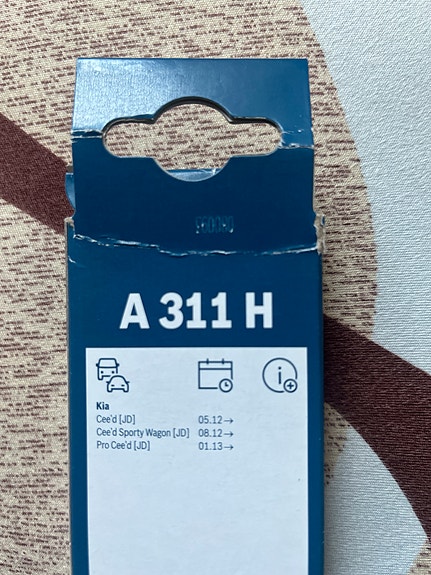 A 311 H
Kia
Cee'd [JD] 05.12→
Cee'd Sporty Wagon [JD] 08.12→
Pro Cee'd [JD] 01.13→